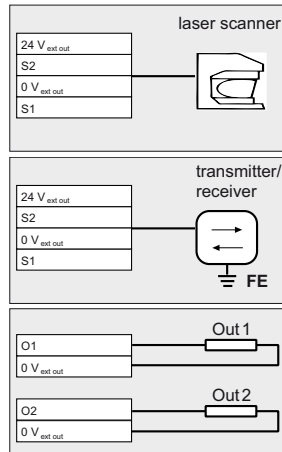 laser scanner
24 V ext out
S2
0 V ext out
S1
transmitter/
receiver
24 V ext out
S2
0 V ext out
S1
FE
Out 1
O1
0 V ext out
Out 2
O2
0 V ext out